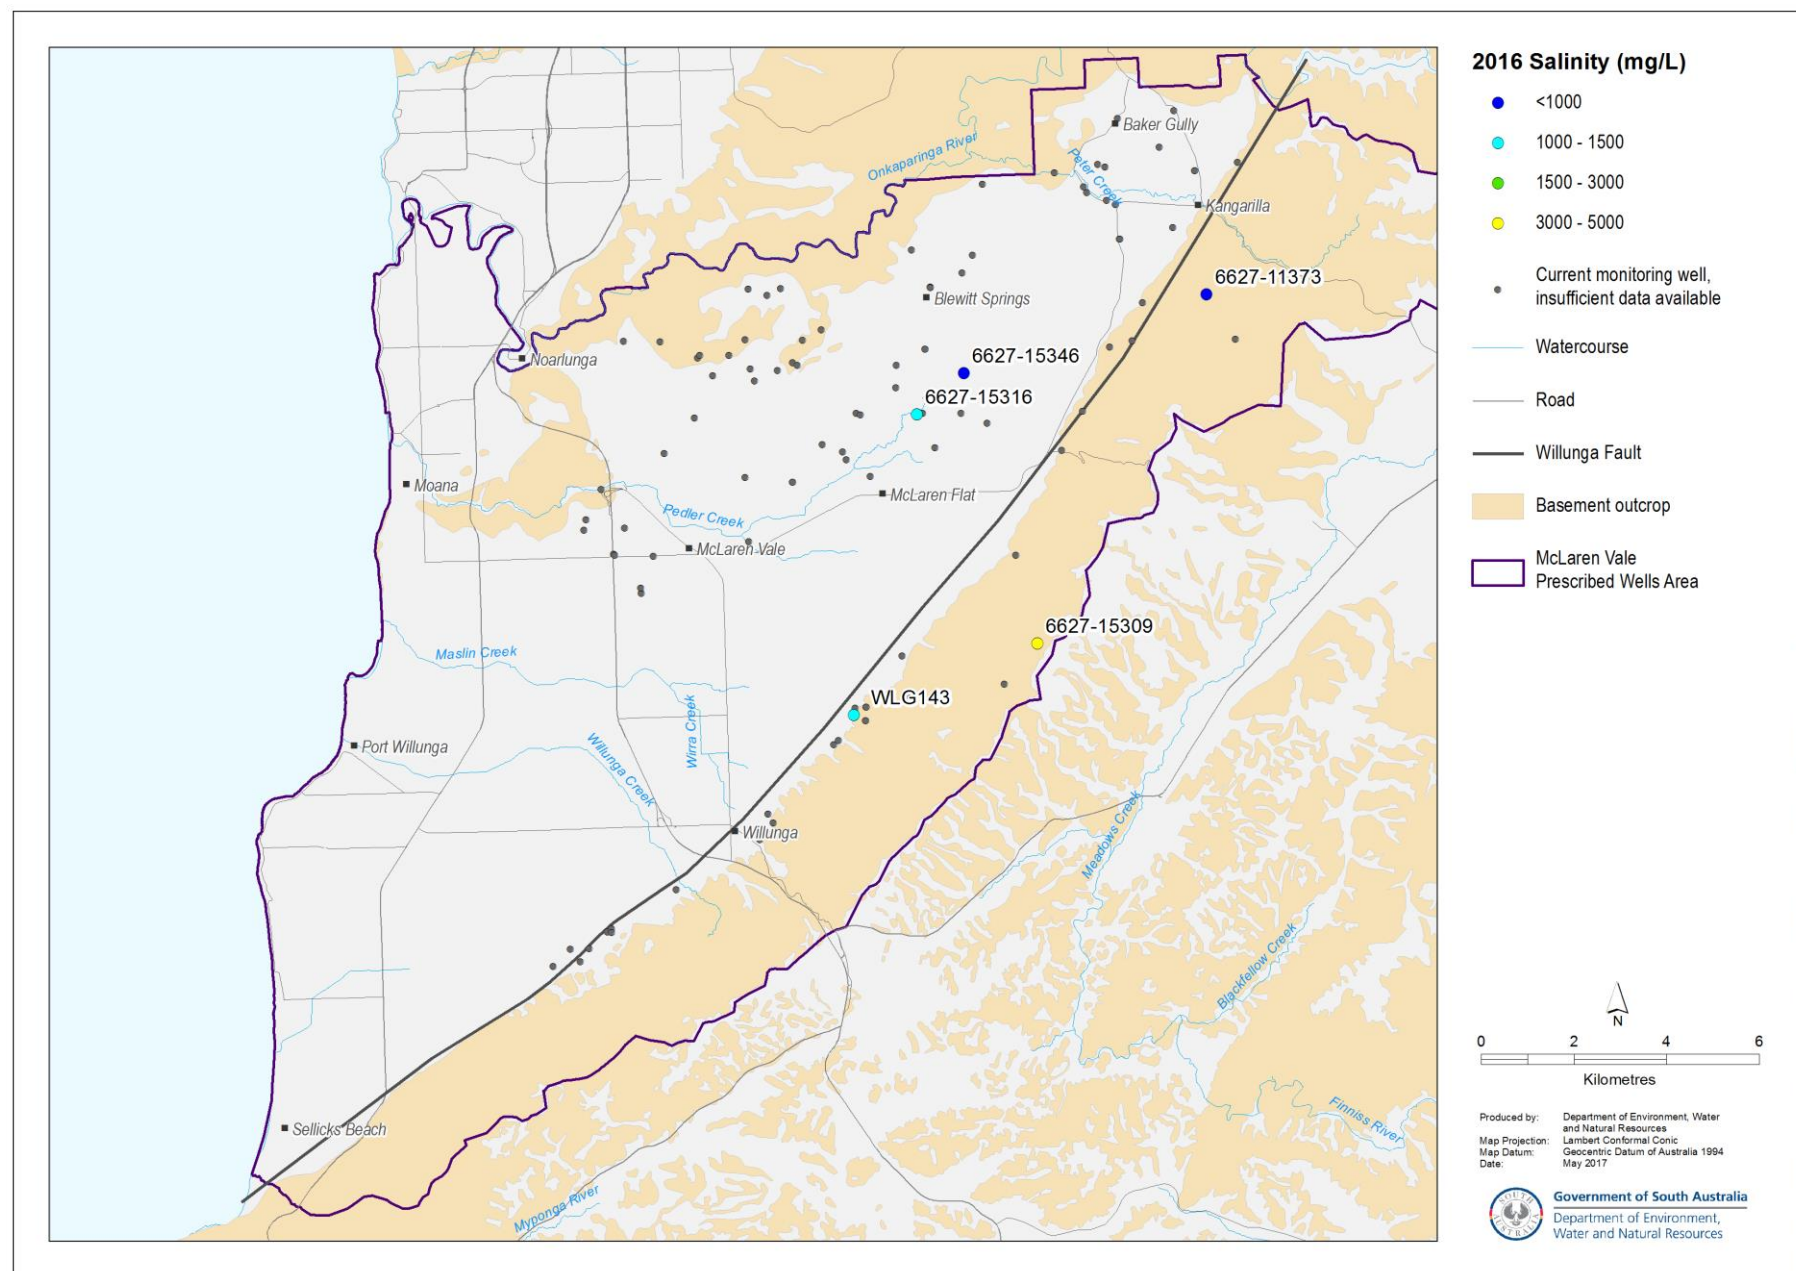 2016 Salinity (mg/L)
<1000
1000 - 1500
1500 - 3000
3000 - 5000
Current monitoring well,
insufficient data available
Watercourse
Road
Willunga Fault
Basement outcrop
McLaren Vale
Prescribed Wells Area
Baker Gully
Onkaparinga River
Peter Creek
Kangarilla
6627-11373
Blewitt Springs
Noarlunga
6627-15346
6627-15316
Moana
McLaren Flat
Pedler Creek
McLaren Vale
6627-15309
Maslin Creek
WLG143
Wirra Creek
Port Willunga
Willunga Creek
Willunga
Meadows Creek
Blackfellow Creek
Sellicks Beach
Finniss River
Myponga River
N
0 2 4 6
Kilometres
Produced by: Department of Environment, Water
and Natural Resources
Map Projection: Lambert Conformal Conic
Map Datum: Geocentric Datum of Australia 1994
Date: May 2017
SOUTH
AUSTRALIA
Government of South Australia
Department of Environment,
Water and Natural Resources